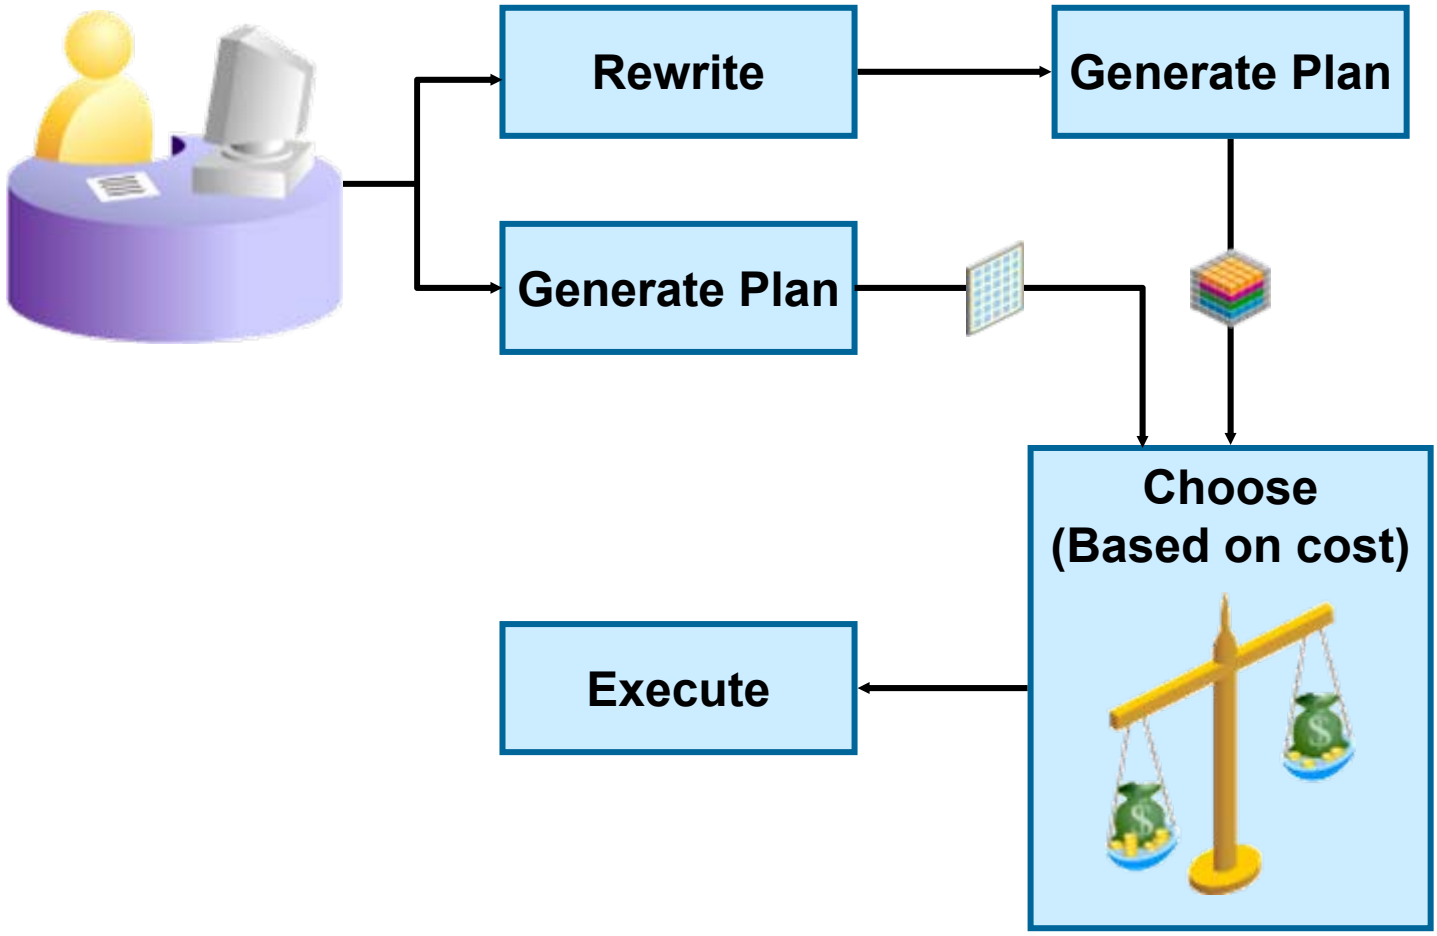 Rewrite
Generate Plan
Generate Plan
Choose
(Based on cost)
Execute
$
$